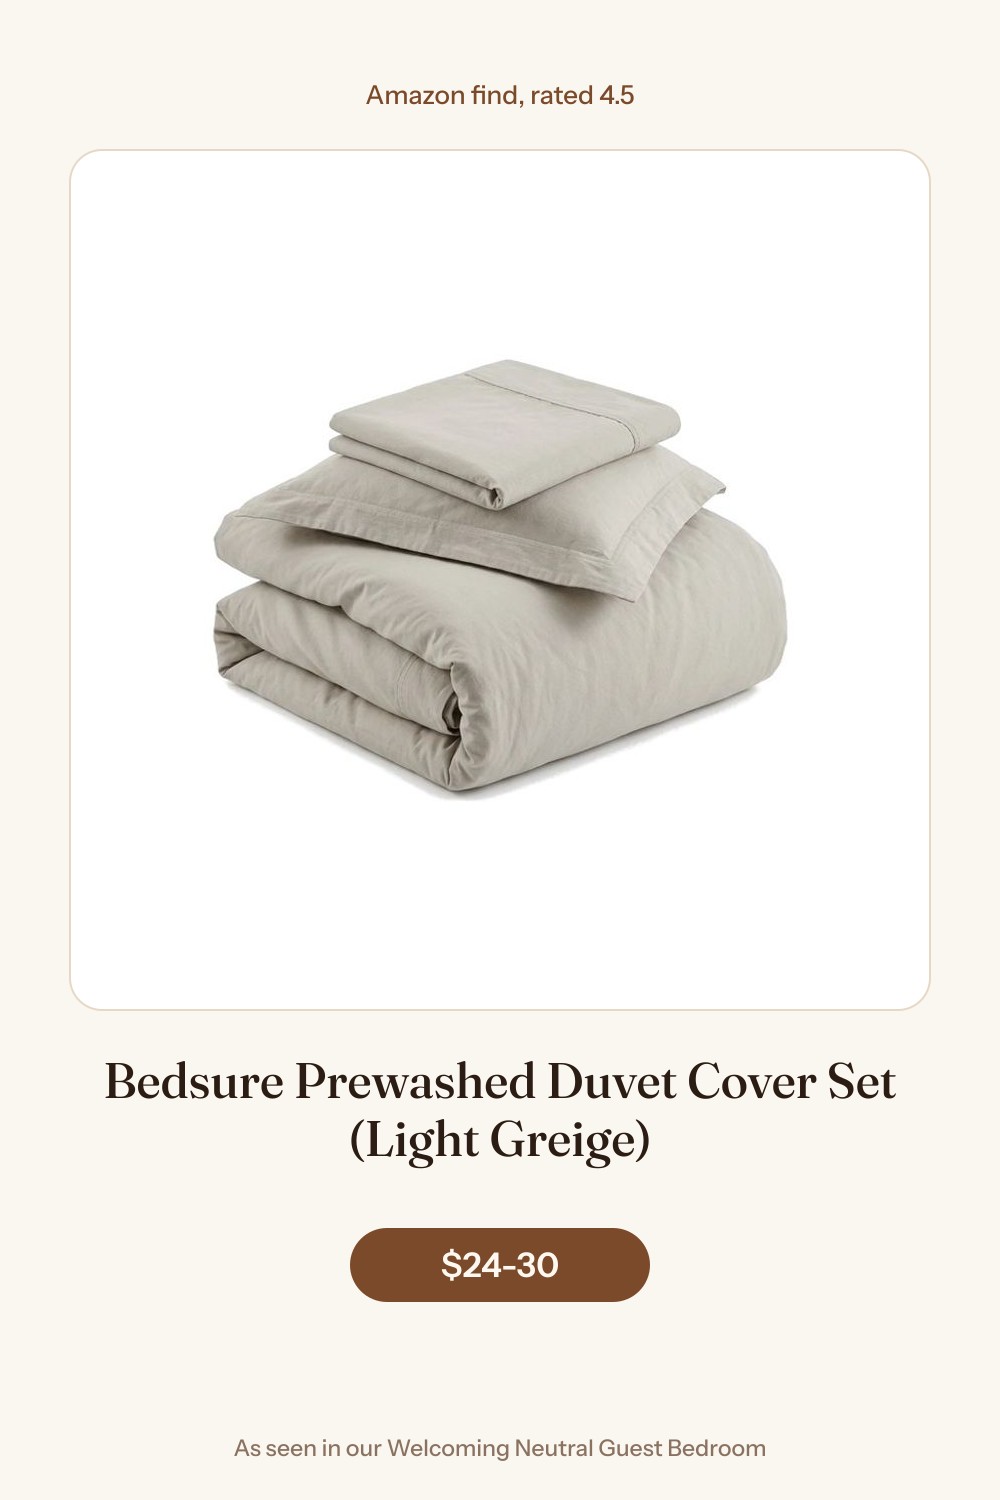 Amazon find, rated 4.5
Bedsure Prewashed Duvet Cover Set
(Light Greige)
$24-30
As seen in our Welcoming Neutral Guest Bedroom